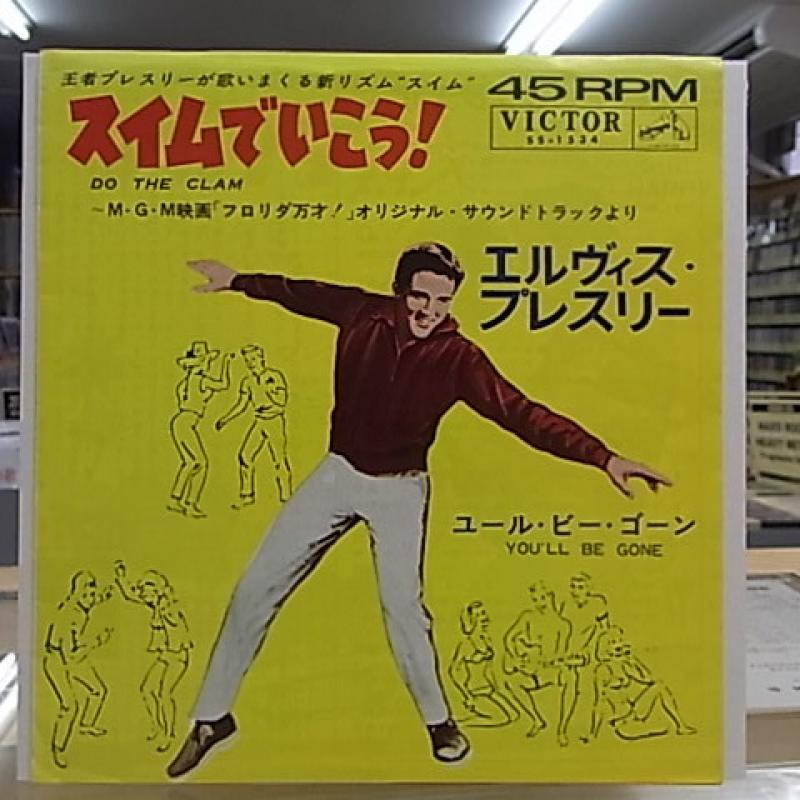 王者プレスリーが歌いまくる新リズム“スイム”
45 RPM
スイムでいこう!
VICTOR
SS-1534
DO THE CLAM
~M・G・M映画「フロリダ万才!」オリジナル・サウンドトラックより
エルヴィス・
プレスリー
ユール・ビー・ゴーン
YOU'LL BE GONE